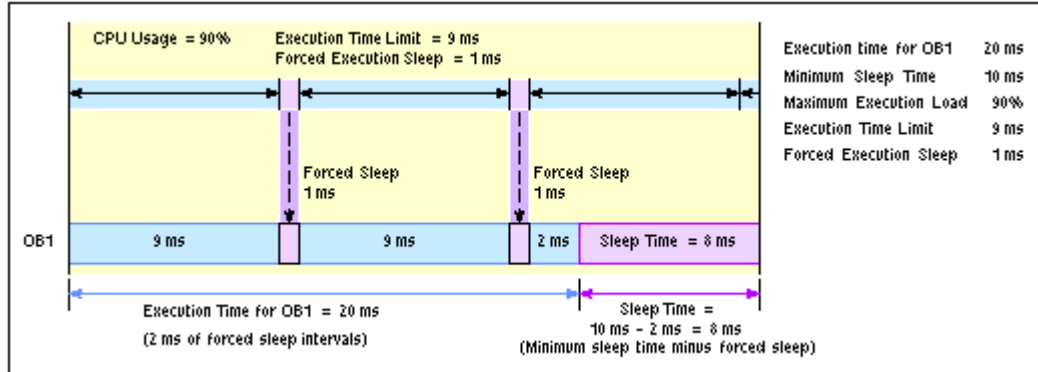 CPU Usage = 90%
Execution Time Limit = 9 ms
Forced Execution Sleep = 1 ms
Execution time for OB1 20 ms
Minimum Sleep Time 10 ms
Maximum Execution Load 90%
Execution Time Limit 9 ms
Forced Execution Sleep 1 ms
Forced Sleep
1 ms
Forced Sleep
1 ms
OB1
9 ms
9 ms
2 ms
Sleep Time = 8 ms
Execution Time for OB1 = 20 ms
(2 ms of forced sleep intervals)
Sleep Time =
10 ms - 2 ms = 8 ms
(Minimum sleep time minus forced sleep)